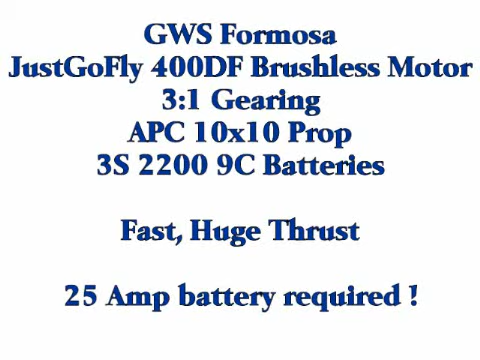 GWS Formosa
JustGoFly 400DF Brushless Motor
3:1 Gearing
APC 10x10 Prop
3S 2200 9C Batteries
Fast, Huge Thrust
25 Amp battery required !